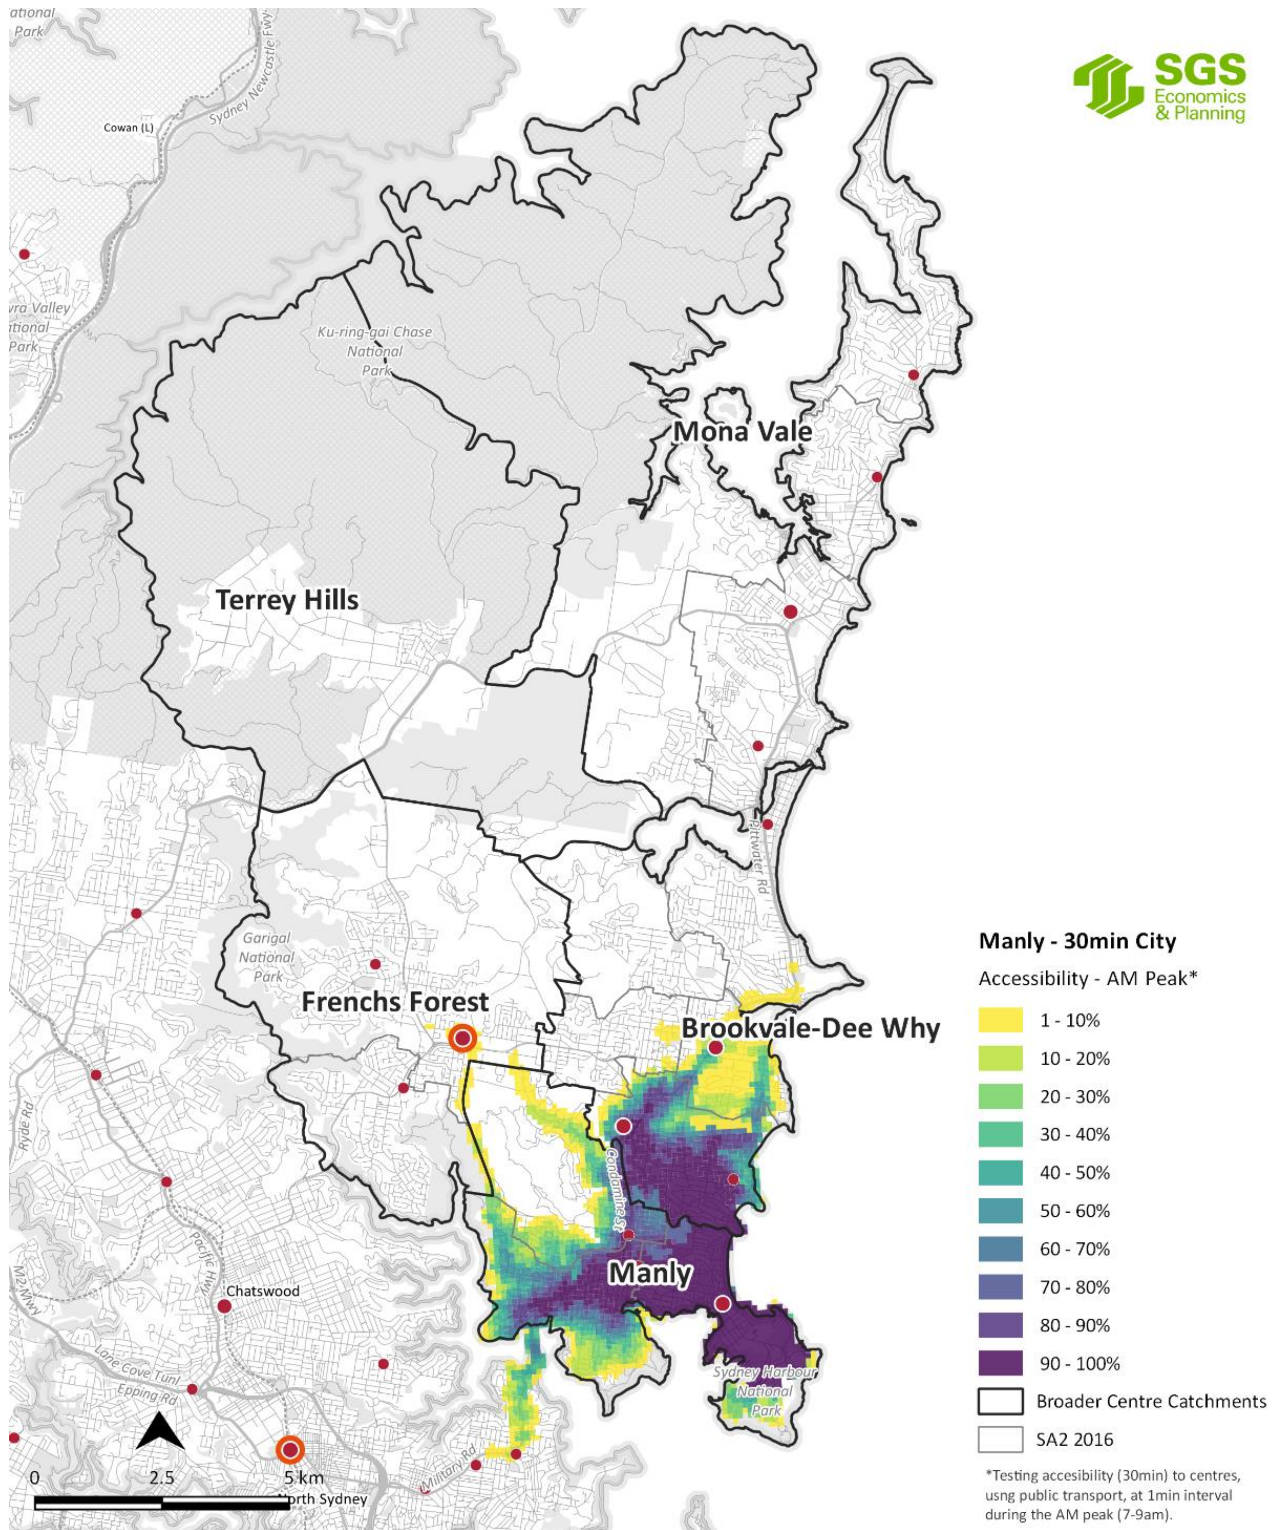 ational
Park
Sydney Newcastle Fwy
SGS
Economics
& Planning
Cowan (L)
vra Valley
ational
Park
Ku-ring-gai Chase
National
Park
Mona Vale
Terrey Hills
Pittwater Rd
Garigal
National
Park
Frenchs Forest
Brookvale-Dee Why
Manly - 30min City
Accessibility - AM Peak*
1 - 10%
10 - 20%
20 - 30%
30 - 40%
40 - 50%
50 - 60%
60 - 70%
70 - 80%
80 - 90%
90 - 100%
Broader Centre Catchments
SA2 2016
*Testing accesibility (30min) to centres,
usng public transport, at 1min interval
during the AM peak (7-9am).
Ryde Rd
Condamine St
Pacific Hwy
M2 Mwy
Manly
Chatswood
Lane Cove Tunl
Epping Rd
Sydney Harbour
National
Park
Military Rd
0
2.5
5 km
North Sydney